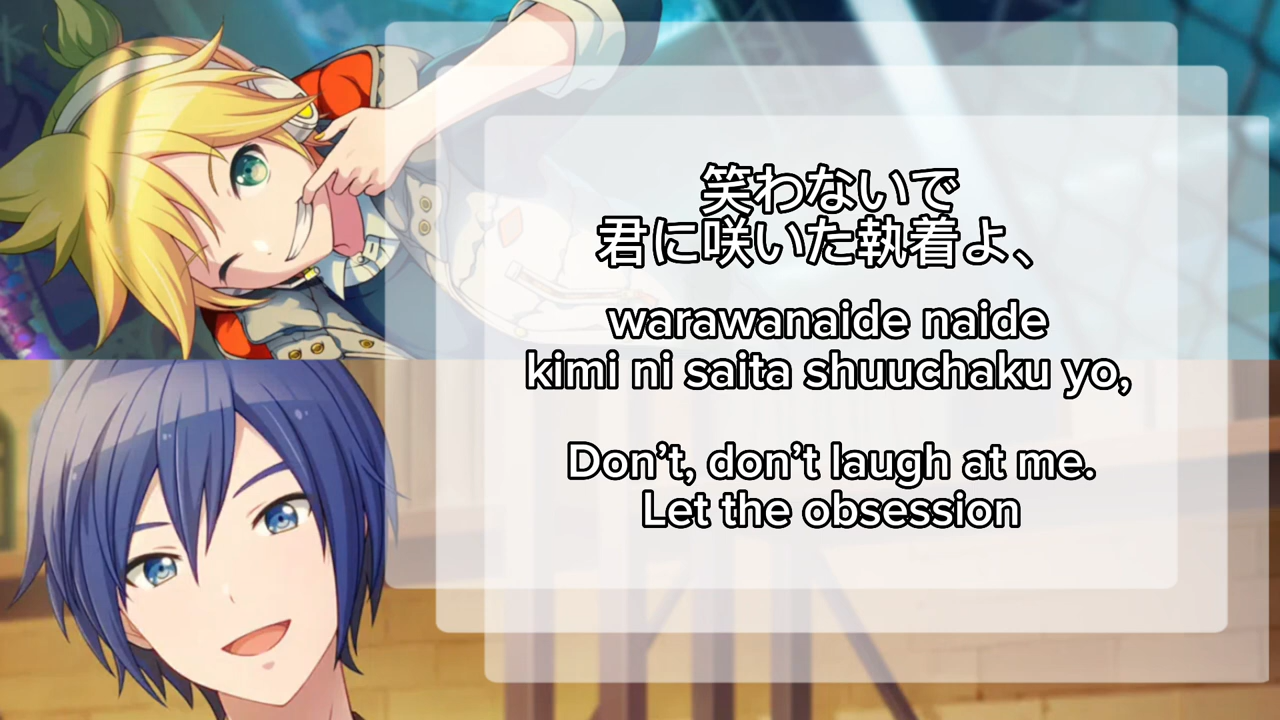 笑わないで
君に咲いた執着よ、
warawanaide naide
kimi ni saita shuuchaku yo,
Don’t, don’t laugh at me.
Let the obsession